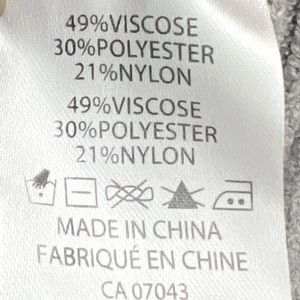 49%VISCOSE
30%POLYESTER
21%NYLON
49%VISCOSE
30%POLYESTER
21%NYLON
MADE IN CHINA
FABRIQUÉ EN CHINE
CA 07043